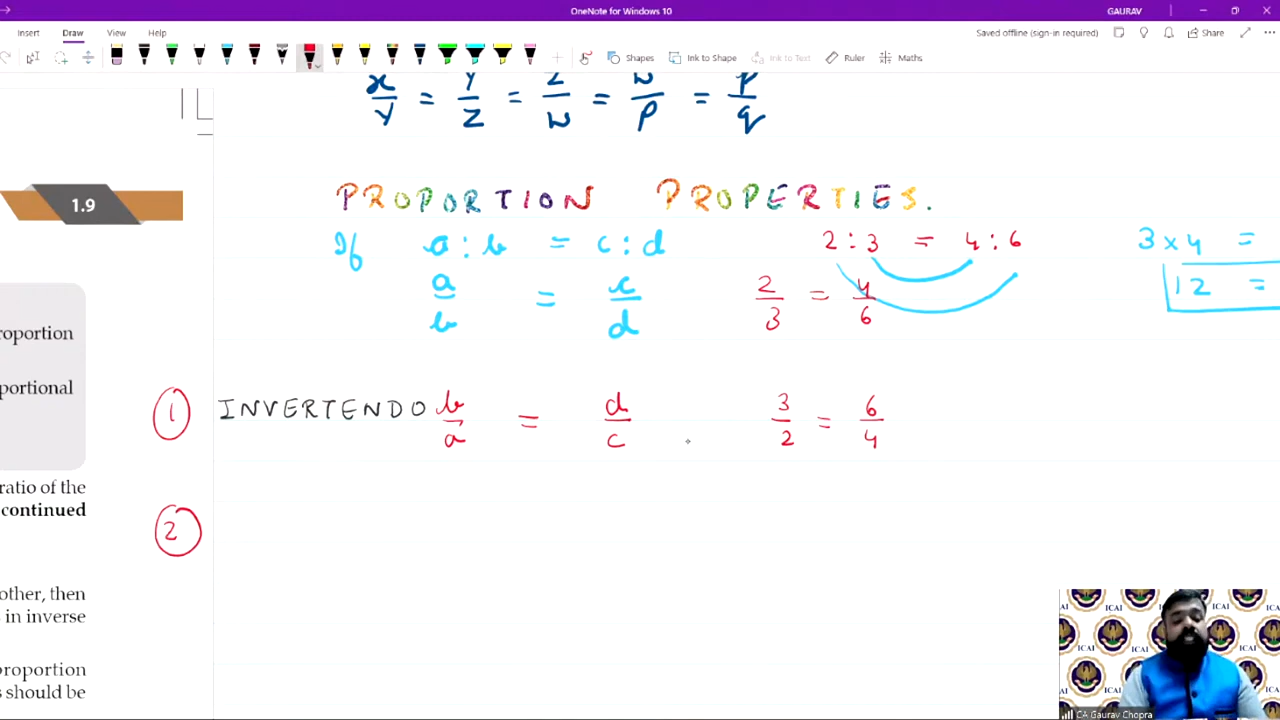 OneNote for Windows 10
GAURAV
Insert Draw View Help
Saved offline (sign-in required)
Share
Shapes Ink to Shape Ink to Text Ruler Maths
x/y = y/z = z/w = w/p = p/q
1.9
PROPORTION PROPERTIES.
If a : b = c : d 2 : 3 = 4 : 6 3 × 4 =
a/b = c/d 2/3 = 4/6 12 =
roportion
portional
1 INVERTENDO b/a = d/c 3/2 = 6/4
ratio of the
continued
2
other, then
s in inverse
proportion
s should be
ICAI
CA Gaurav Chopra